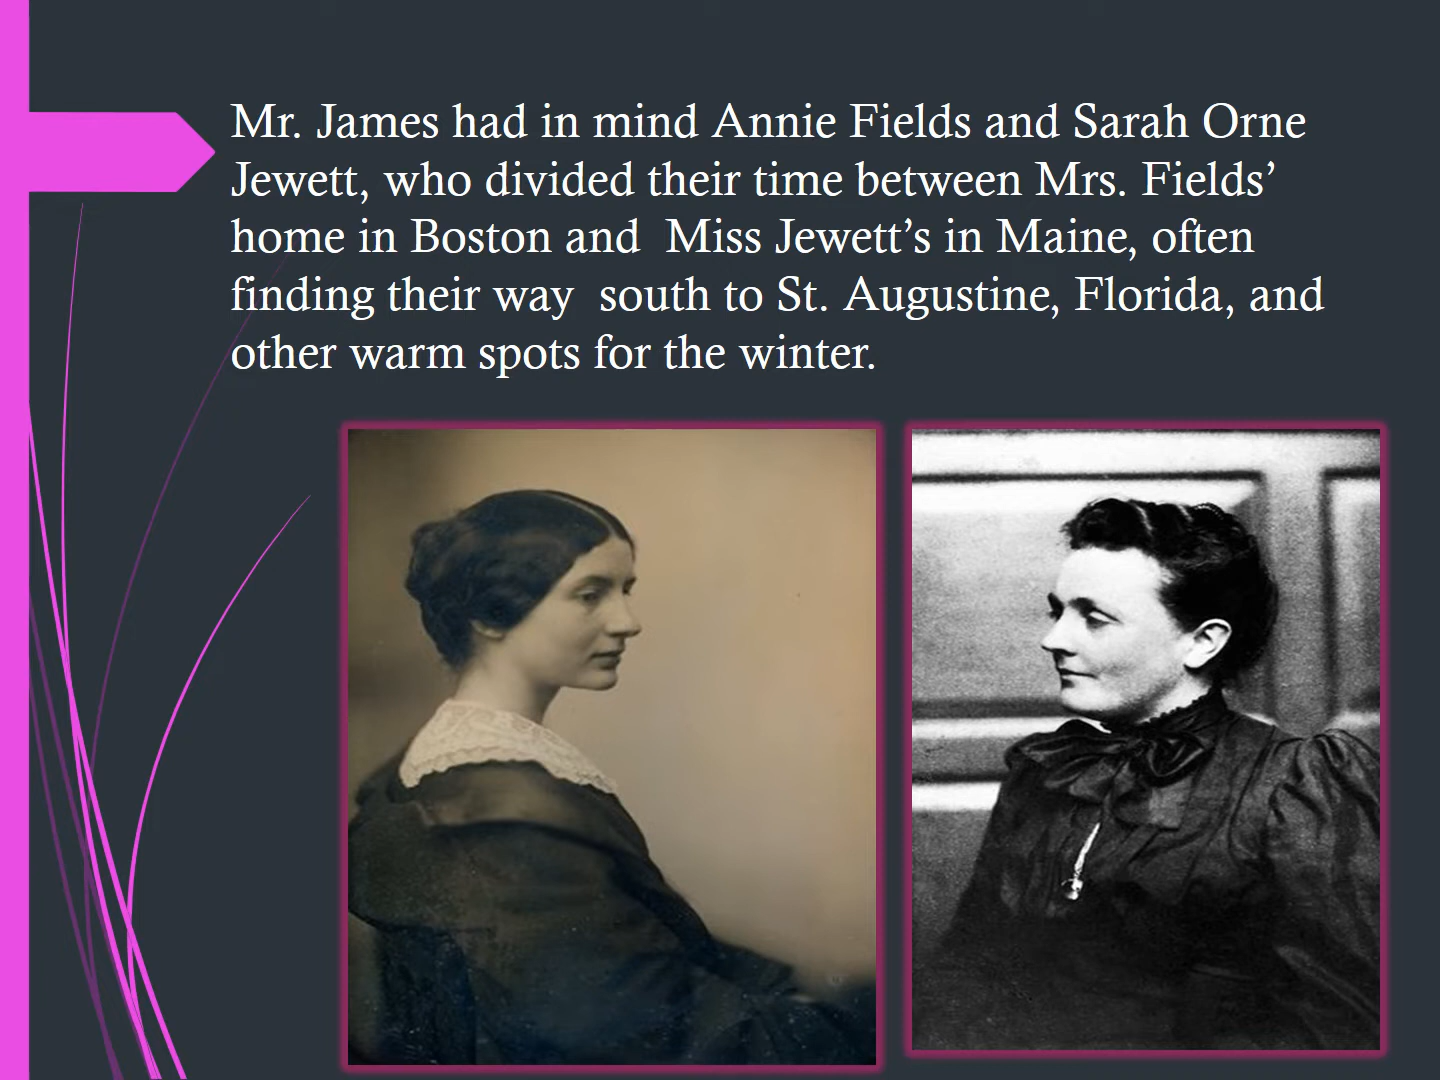 Mr. James had in mind Annie Fields and Sarah Orne
Jewett, who divided their time between Mrs. Fields’
home in Boston and  Miss Jewett’s in Maine, often
finding their way  south to St. Augustine, Florida, and
other warm spots for the winter.